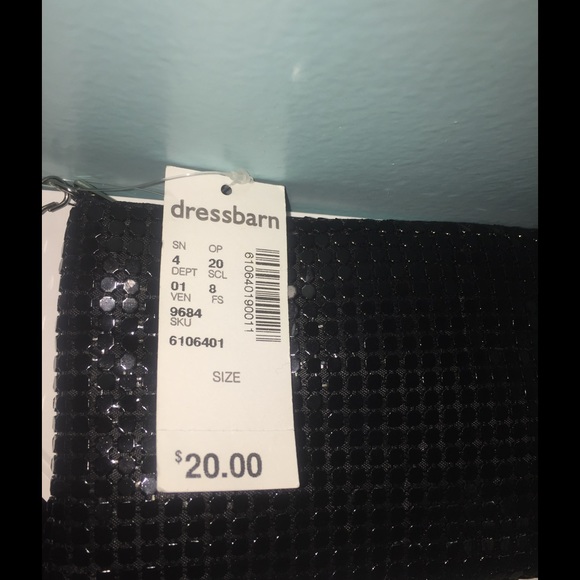 dressbarn
SN OP
4 20
DEPT SCL
01 8
VEN FS
9684
SKU
6106401
610640190011
SIZE
$20.00